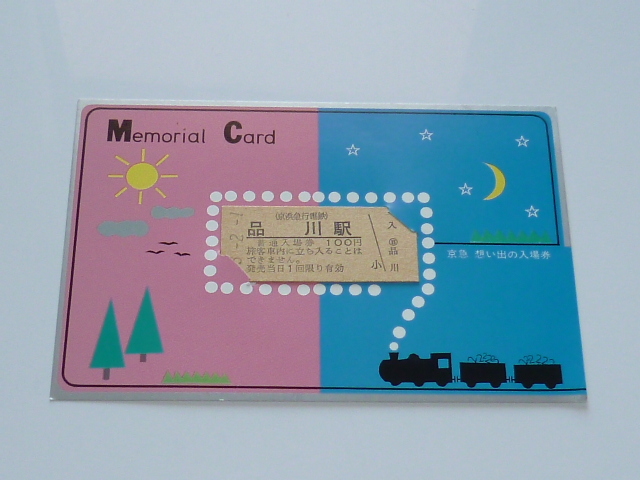 Memorial Card
(京浜急行電鉄)
品 川 駅
普通入場券 100円
旅客車内に立ち入ることは
できません。
発売当日1回限り有効
小
入
品
川
京急 想い出の入場券